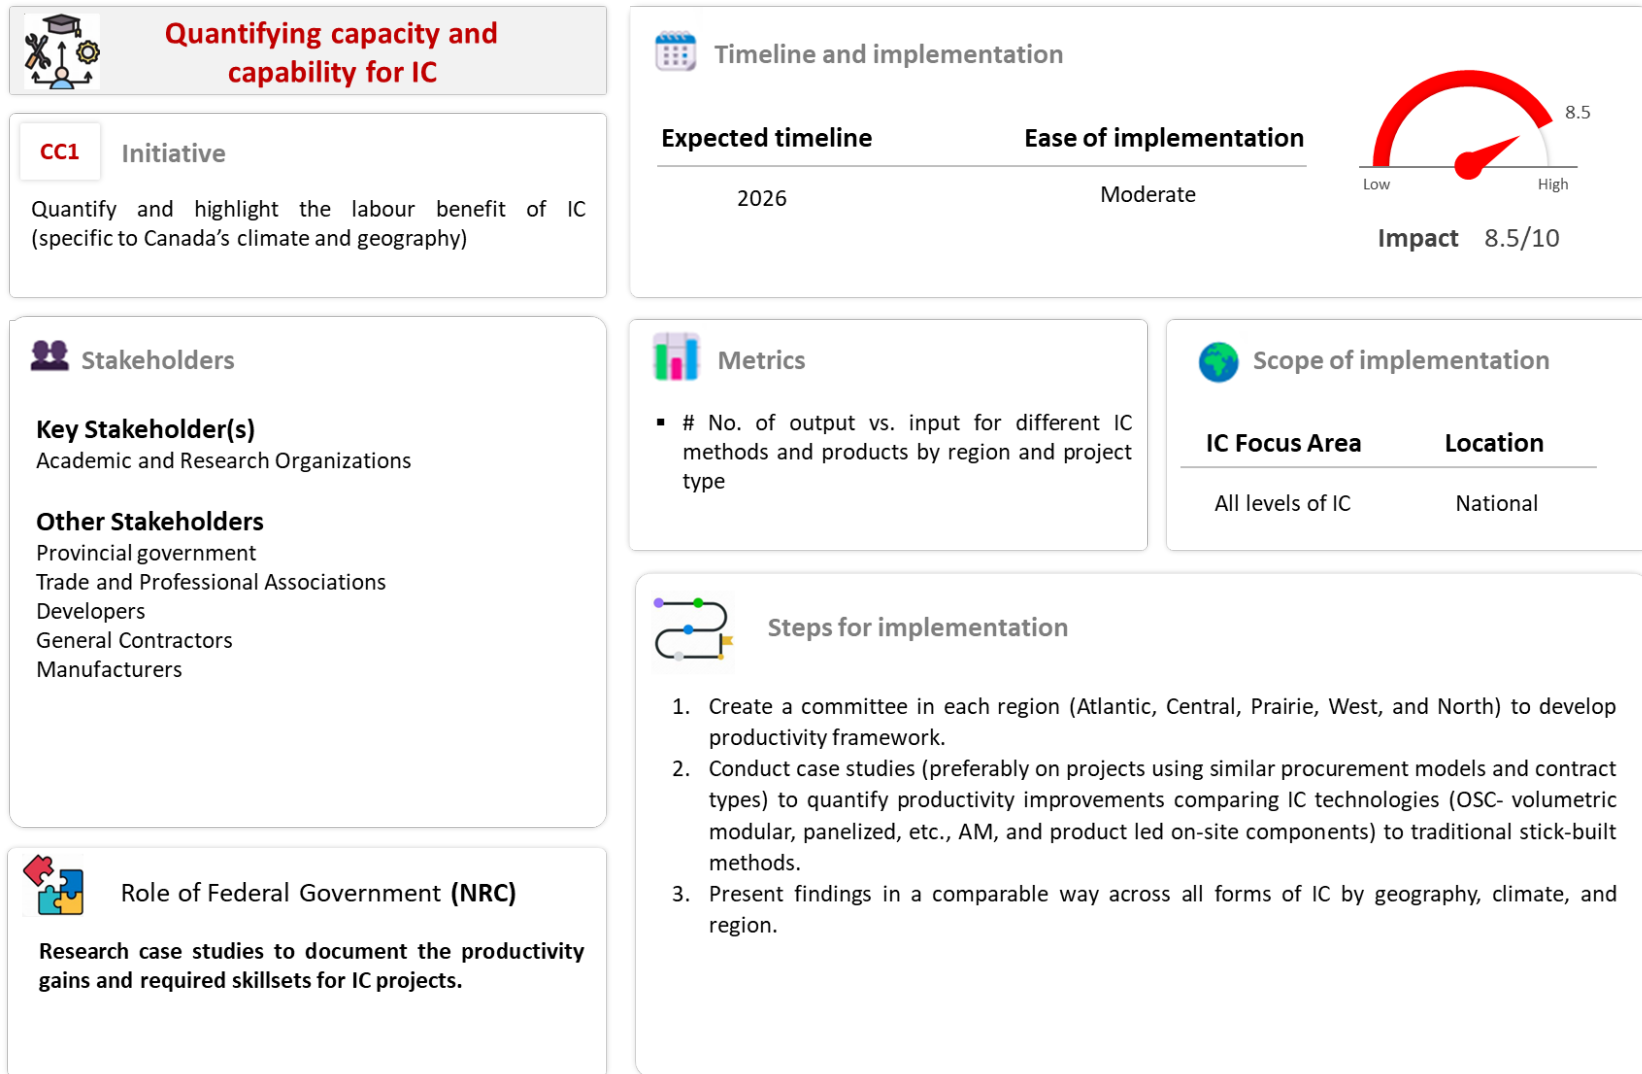 Quantifying capacity and
capability for IC
CC1
Initiative
Quantify and highlight the labour benefit of IC
(specific to Canada's climate and geography)
Timeline and implementation
Expected timeline
Ease of implementation
2026
Moderate
8.5
Low
High
Impact 8.5/10
Stakeholders
Key Stakeholder(s)
Academic and Research Organizations
Other Stakeholders
Provincial government
Trade and Professional Associations
Developers
General Contractors
Manufacturers
Metrics
▪ # No. of output vs. input for different IC
methods and products by region and project
type
Scope of implementation
IC Focus Area
Location
All levels of IC
National
Role of Federal Government (NRC)
Research case studies to document the productivity
gains and required skillsets for IC projects.
Steps for implementation
1. Create a committee in each region (Atlantic, Central, Prairie, West, and North) to develop
productivity framework.
2. Conduct case studies (preferably on projects using similar procurement models and contract
types) to quantify productivity improvements comparing IC technologies (OSC- volumetric
modular, panelized, etc., AM, and product led on-site components) to traditional stick-built
methods.
3. Present findings in a comparable way across all forms of IC by geography, climate, and
region.